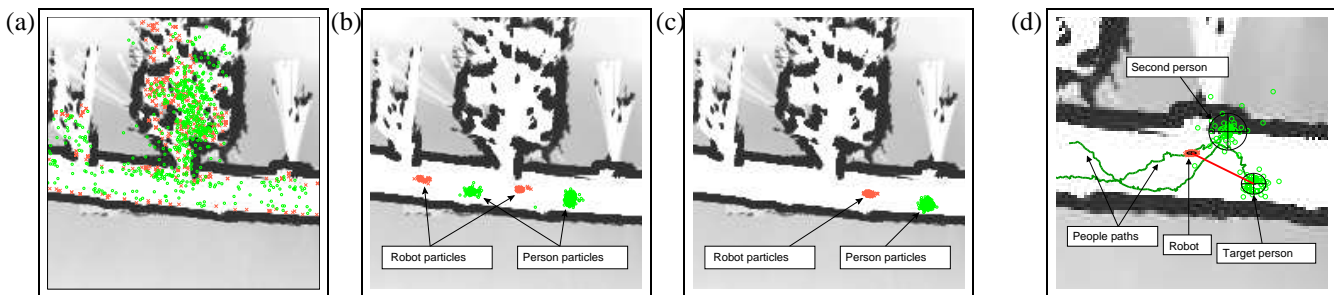 (a)
(b)
Robot particles
Person particles
(c)
Robot particles
Person particles
(d)
Second person
People paths
Robot
Target person